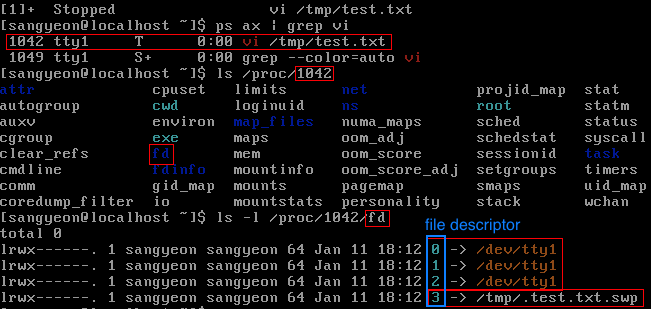 [1]+  Stopped                 vi /tmp/test.txt
[sangyeon@localhost ~]$ ps ax | grep vi
 1042 tty1     T      0:00 vi /tmp/test.txt
 1049 tty1     S+     0:00 grep --color=auto vi
[sangyeon@localhost ~]$ ls /proc/1042
attr             cpuset      limits      net            projid_map  stat
autogroup        cwd         loginuid    ns             root        statm
auxv             environ     map_files   numa_maps      sched       status
cgroup           exe         maps        oom_adj        schedstat   syscall
clear_refs       fd          mem         oom_score      sessionid   task
cmdline          fdinfo      mountinfo   oom_score_adj  setgroups   timers
comm             gid_map     mounts      pagemap        smaps       uid_map
coredump_filter  io          mountstats  personality    stack       wchan
[sangyeon@localhost ~]$ ls -l /proc/1042/fd
file descriptor
total 0
lrwx------. 1 sangyeon sangyeon 64 Jan 11 18:12 0 -> /dev/tty1
lrwx------. 1 sangyeon sangyeon 64 Jan 11 18:12 1 -> /dev/tty1
lrwx------. 1 sangyeon sangyeon 64 Jan 11 18:12 2 -> /dev/tty1
lrwx------. 1 sangyeon sangyeon 64 Jan 11 18:12 3 -> /tmp/.test.txt.swp